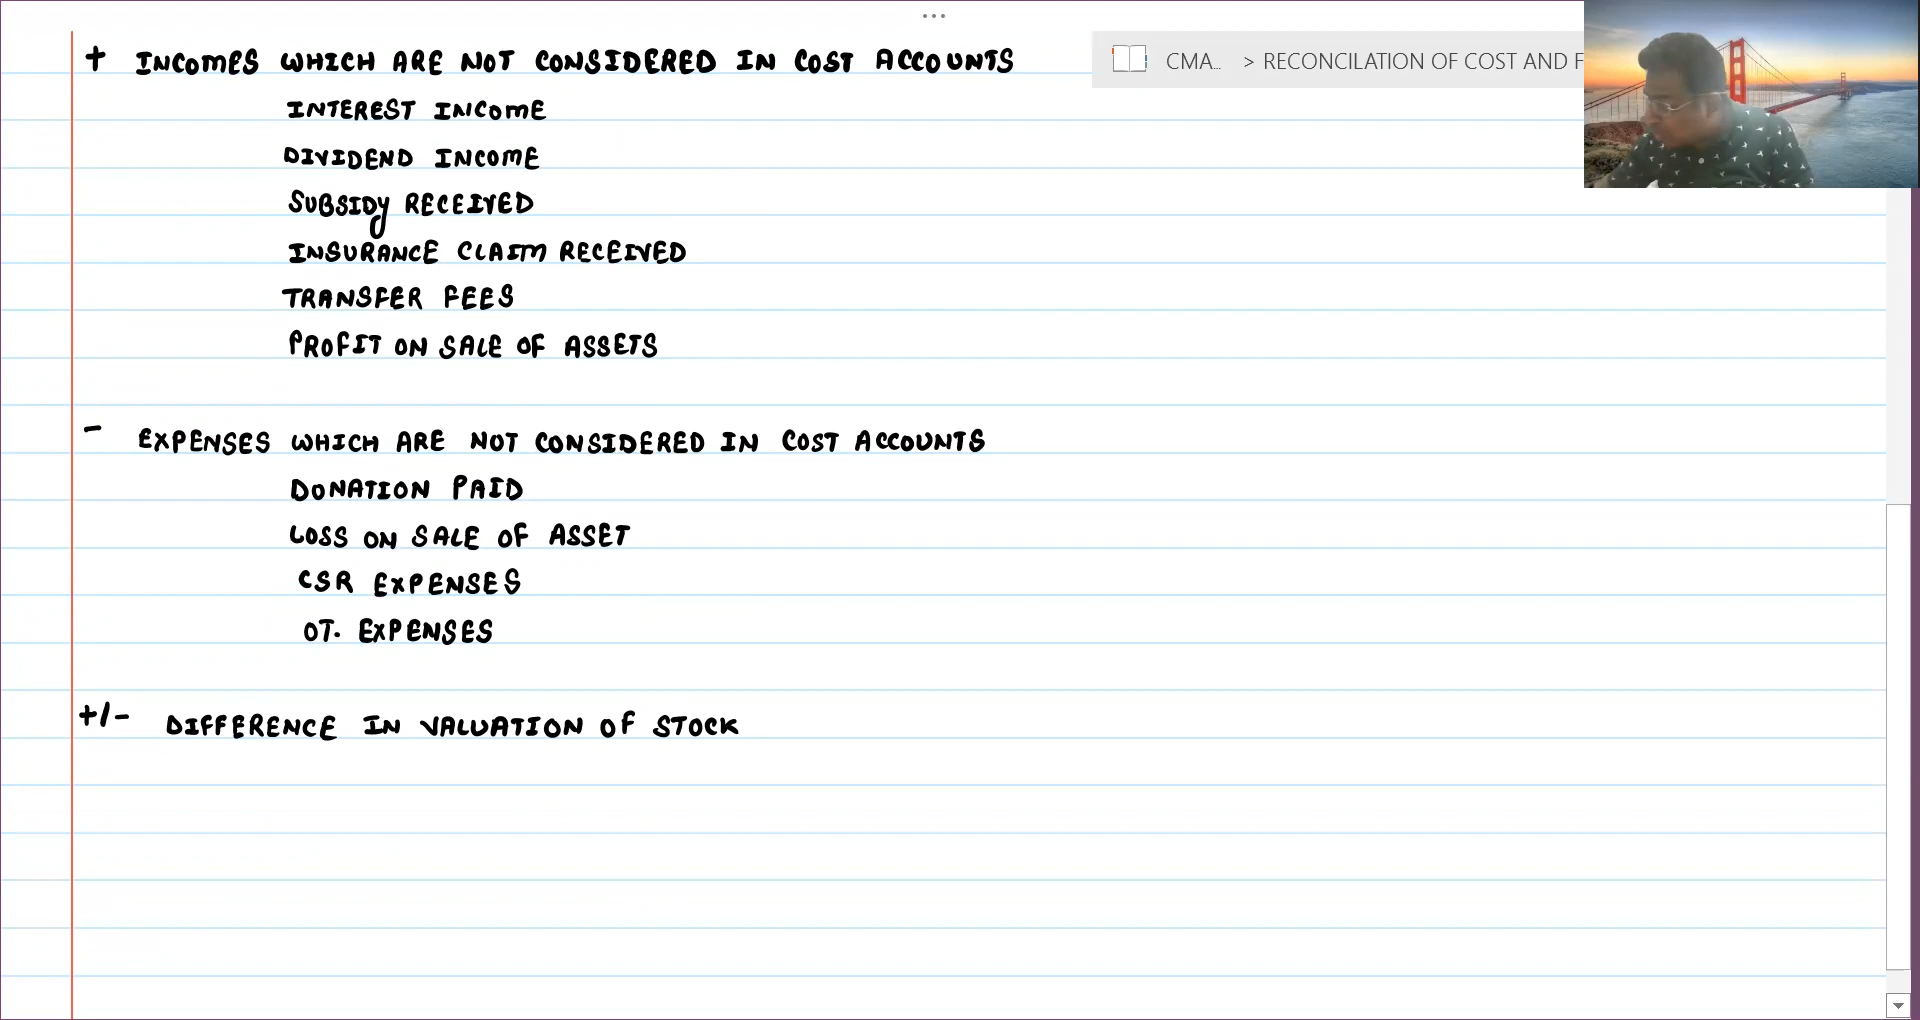 ...
+ INCOMES WHICH ARE NOT CONSIDERED IN COST ACCOUNTS
CMA... > RECONCILATION OF COST AND F
INTEREST INCOME
DIVIDEND INCOME
SUBSIDY RECEIVED
INSURANCE CLAIM RECEIVED
TRANSFER FEES
PROFIT ON SALE OF ASSETS
- EXPENSES WHICH ARE NOT CONSIDERED IN COST ACCOUNTS
DONATION PAID
LOSS ON SALE OF ASSET
CSR EXPENSES
OT. EXPENSES
+/- DIFFERENCE IN VALUATION OF STOCK